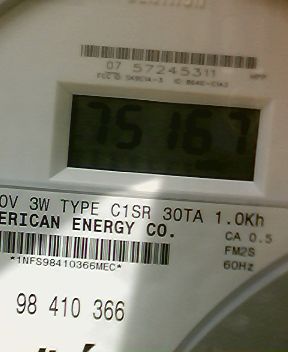 07 57245311
75167
0V 3W TYPE C1SR 30TA 1.0Kh
ERICAN ENERGY CO.
CA 0.5
FM2S
*1NFS98410366MEC*
60Hz
98 410 366